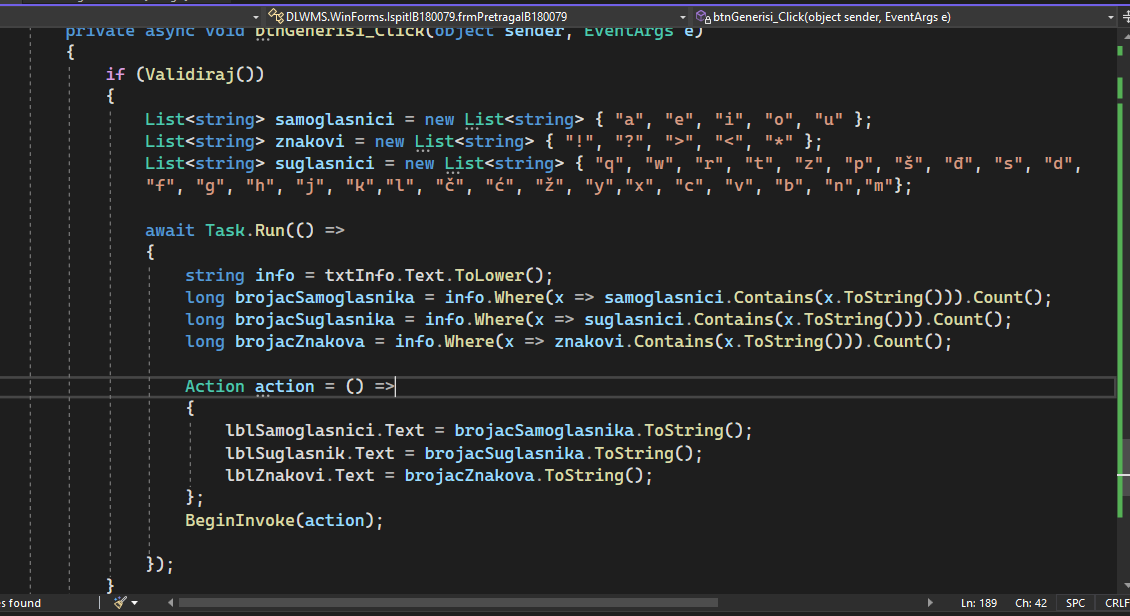 DLWMS.WinForms.IspitIB180079.frmPretragaIB180079 btnGenerisi_Click(object sender, EventArgs e)
private async void btnGenerisi_Click(object sender, EventArgs e)
{
if (Validiraj())
{
List<string> samoglasnici = new List<string> { "a", "e", "i", "o", "u" };
List<string> znakovi = new List<string> { "!", "?", ">", "<", "*" };
List<string> suglasnici = new List<string> { "q", "w", "r", "t", "z", "p", "š", "đ", "s", "d",
"f", "g", "h", "j", "k","l", "č", "ć", "ž", "y","x", "c", "v", "b", "n","m"};
await Task.Run(() =>
{
string info = txtInfo.Text.ToLower();
long brojacSamoglasnika = info.Where(x => samoglasnici.Contains(x.ToString())).Count();
long brojacSuglasnika = info.Where(x => suglasnici.Contains(x.ToString())).Count();
long brojacZnakova = info.Where(x => znakovi.Contains(x.ToString())).Count();
Action action = () =>
{
lblSamoglasnici.Text = brojacSamoglasnika.ToString();
lblSuglasnik.Text = brojacSuglasnika.ToString();
lblZnakovi.Text = brojacZnakova.ToString();
};
BeginInvoke(action);
});
}
s found Ln: 189 Ch: 42 SPC CRLF